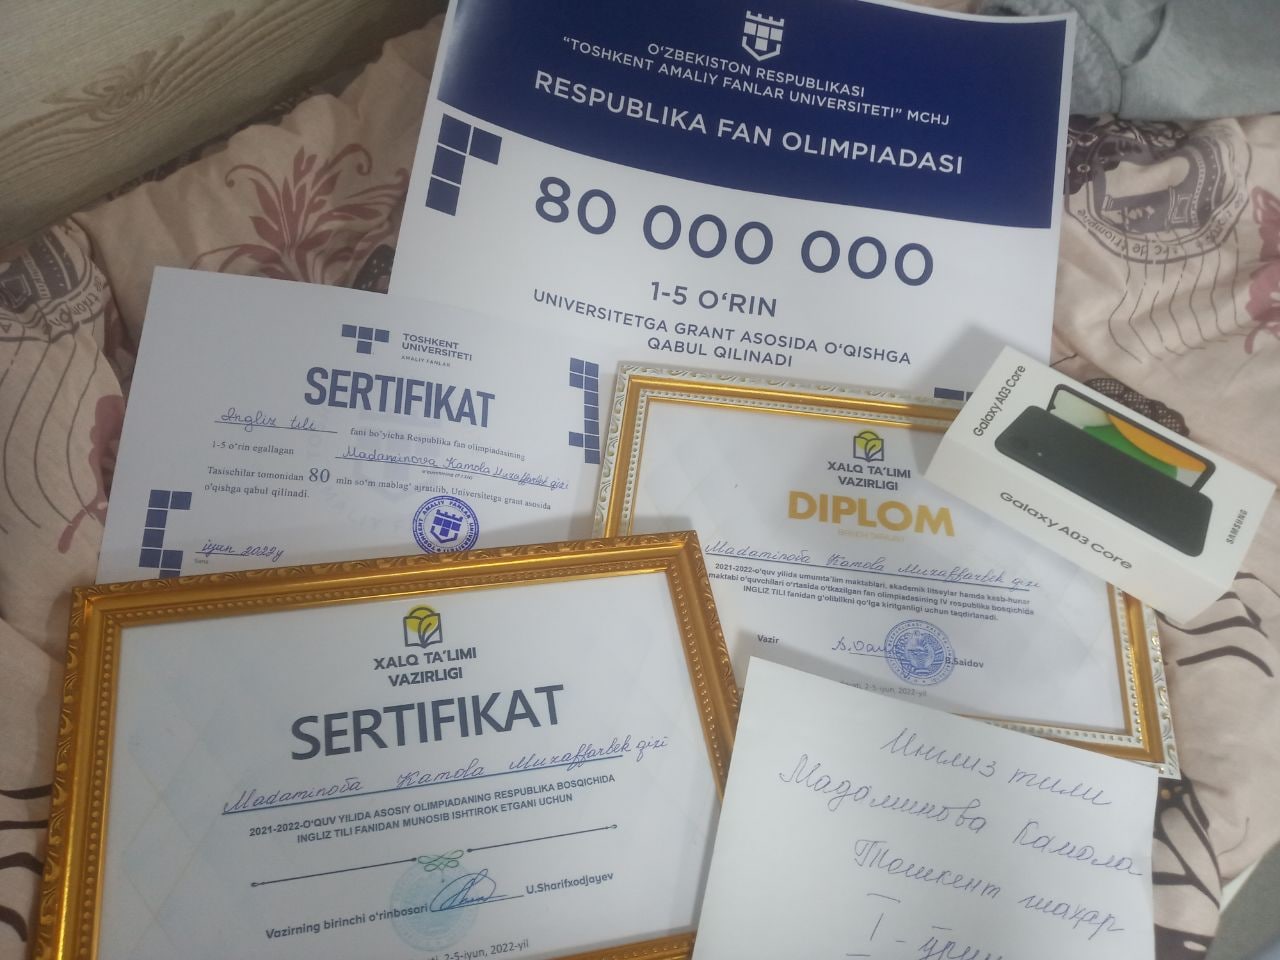 O‘ZBEKISTON RESPUBLIKASI
“TOSHKENT AMALIY FANLAR UNIVERSITETI” MCHJ
RESPUBLIKA FAN OLIMPIADASI
80 000 000
1-5 O‘RIN
UNIVERSITETGA GRANT ASOSIDA O‘QISHGA
QABUL QILINADI
TOSHKENT
UNIVERSITETI
AMALIY FANLAR
SERTIFIKAT
Ingliz tili fani bo‘yicha Respublika fan olimpiadasining
1-5 o‘rin egallagan Madaminova Kamola Muzaffarbek qizi
Tasischilar tomonidan 80 mln so‘m mablag‘ ajratilib, Universitetga grant asosida
o‘qishga qabul qilinadi.
iyun 2022y
Sana
XALQ TA’LIMI
VAZIRLIGI
DIPLOM
Madaminova Kamola Muzaffarbek qizi
2021-2022-o‘quv yilida umumta’lim maktablari, akademik litseylar hamda kasb-hunar
maktabi o‘quvchilari o‘rtasida o‘tkazilgan fan olimpiadasining IV respublika bosqichida
INGLIZ TILI fanidan g‘oliblikni qo‘lga kiritganligi uchun taqdirlanadi.
Vazir
B.Saidov
2-5-iyun, 2022-yil
Galaxy A03 Core
Galaxy A03 Core
SAMSUNG
XALQ TA’LIMI
VAZIRLIGI
SERTIFIKAT
Madaminova Kamola Muzaffarbek qizi
2021-2022-O‘QUV YILIDA ASOSIY OLIMPIADANING RESPUBLIKA BOSQICHIDA
INGLIZ TILI FANIDAN MUNOSIB ISHTIROK ETGANI UCHUN
Vazirning birinchi o‘rinbosari
U.Sharifxodjayev
2-5-iyun, 2022-yil
Инглиз тили
Мадаминова Камола
Тошкент шаҳар
I - ўрин